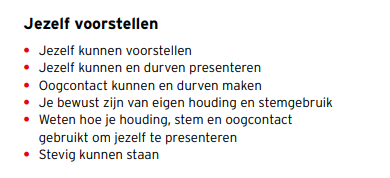 Jezelf voorstellen
• Jezelf kunnen voorstellen
• Jezelf kunnen en durven presenteren
• Oogcontact kunnen en durven maken
• Je bewust zijn van eigen houding en stemgebruik
• Weten hoe je houding, stem en oogcontact
gebruikt om jezelf te presenteren
• Stevig kunnen staan